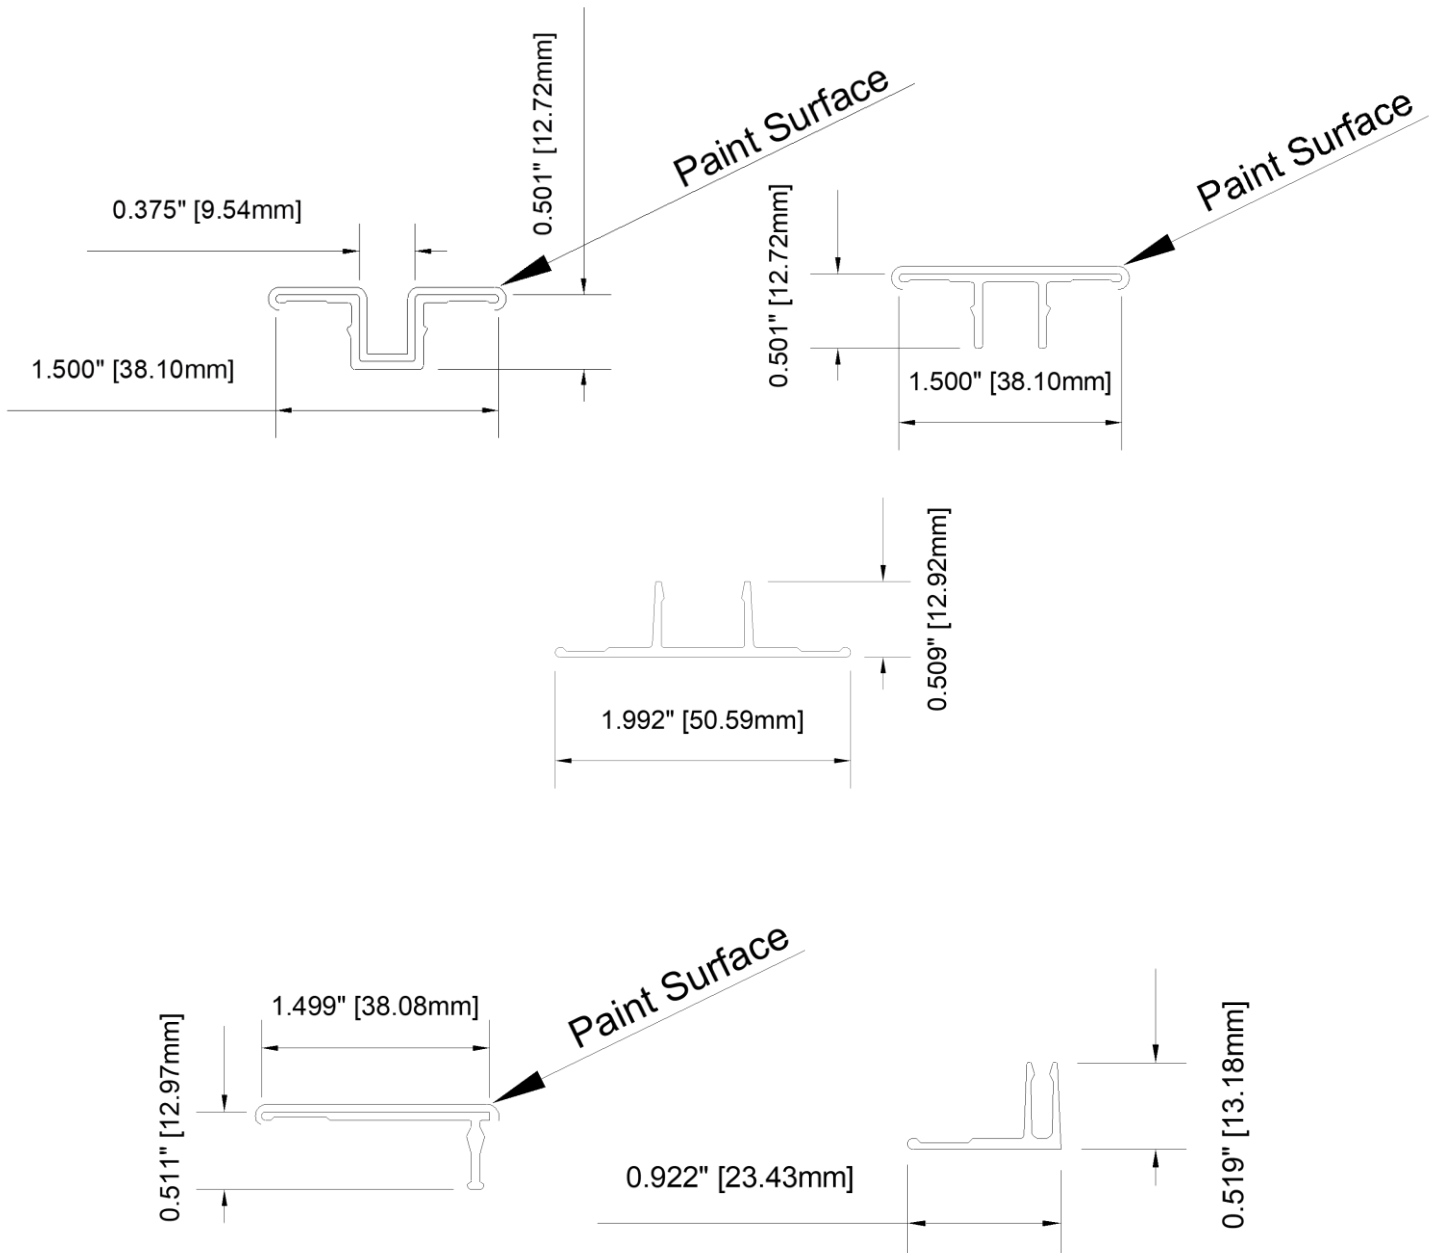 0.501" [12.72mm]
Paint Surface
0.375" [9.54mm]
1.500" [38.10mm]
Paint Surface
0.501" [12.72mm]
1.500" [38.10mm]
0.509" [12.92mm]
1.992" [50.59mm]
Paint Surface
1.499" [38.08mm]
0.511" [12.97mm]
0.519" [13.18mm]
0.922" [23.43mm]